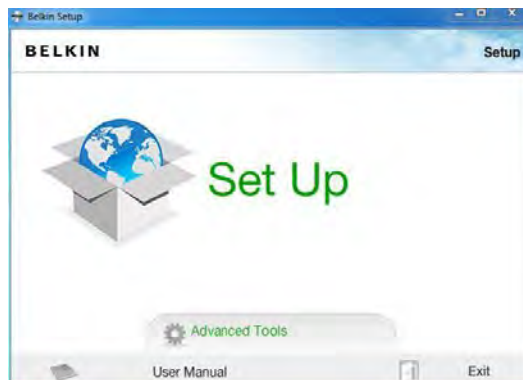 Belkin Setup
BELKIN
Setup
Set Up
Advanced Tools
User Manual
Exit